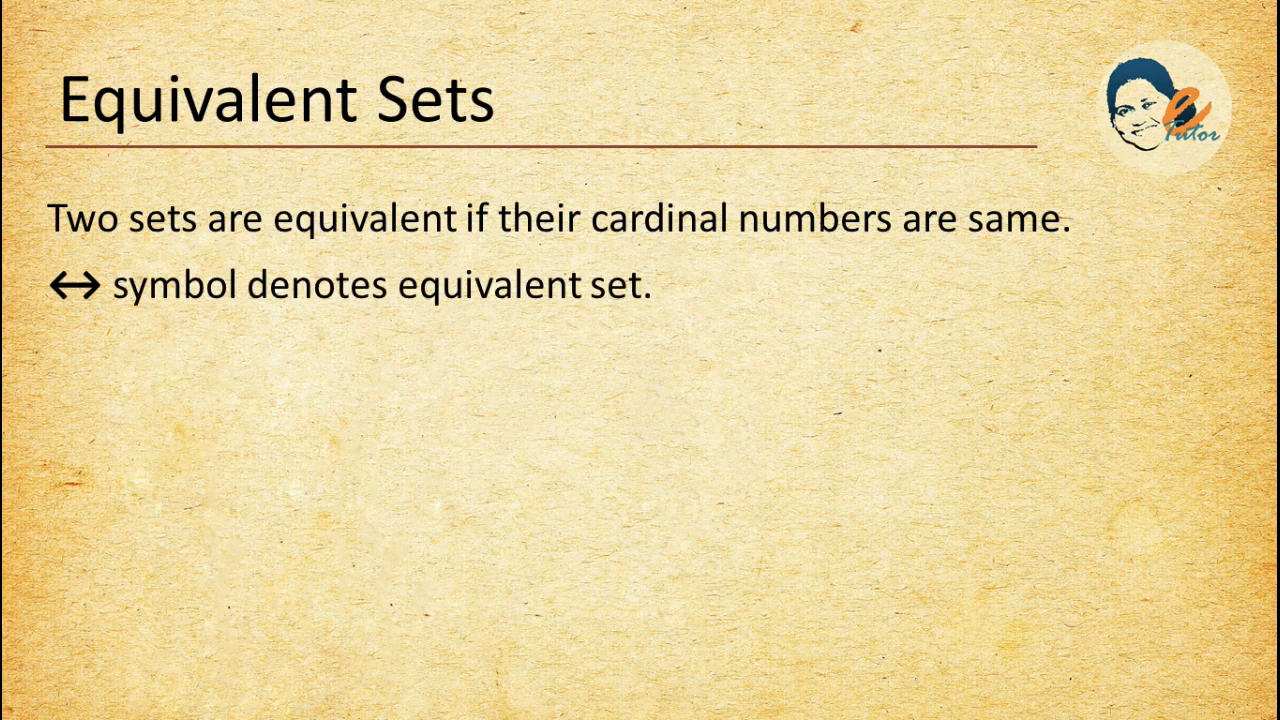 Equivalent Sets
e
Tutor
Two sets are equivalent if their cardinal numbers are same.
↔ symbol denotes equivalent set.